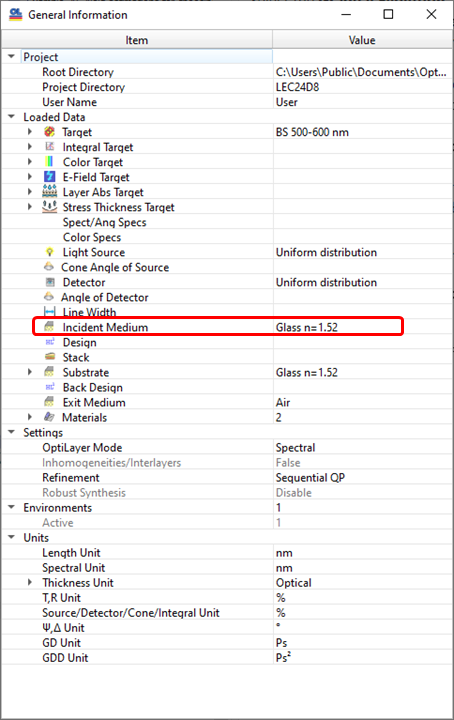 General Information
Item Value
Project
Root Directory C:\Users\Public\Documents\Opt...
Project Directory LEC24D8
User Name User
Loaded Data
Target BS 500-600 nm
Integral Target
Color Target
E-Field Target
Layer Abs Target
Stress Thickness Target
Spect/Ang Specs
Color Specs
Light Source Uniform distribution
Cone Angle of Source
Detector Uniform distribution
Angle of Detector
Line Width
Incident Medium Glass n=1.52
Design
Stack
Substrate Glass n=1.52
Back Design
Exit Medium Air
Materials 2
Settings
OptiLayer Mode Spectral
Inhomogeneities/Interlayers False
Refinement Sequential QP
Robust Synthesis Disable
Environments 1
Active 1
Units
Length Unit nm
Spectral Unit nm
Thickness Unit Optical
T,R Unit %
Source/Detector/Cone/Integral Unit %
Ψ,Δ Unit °
GD Unit Ps
GDD Unit Ps²